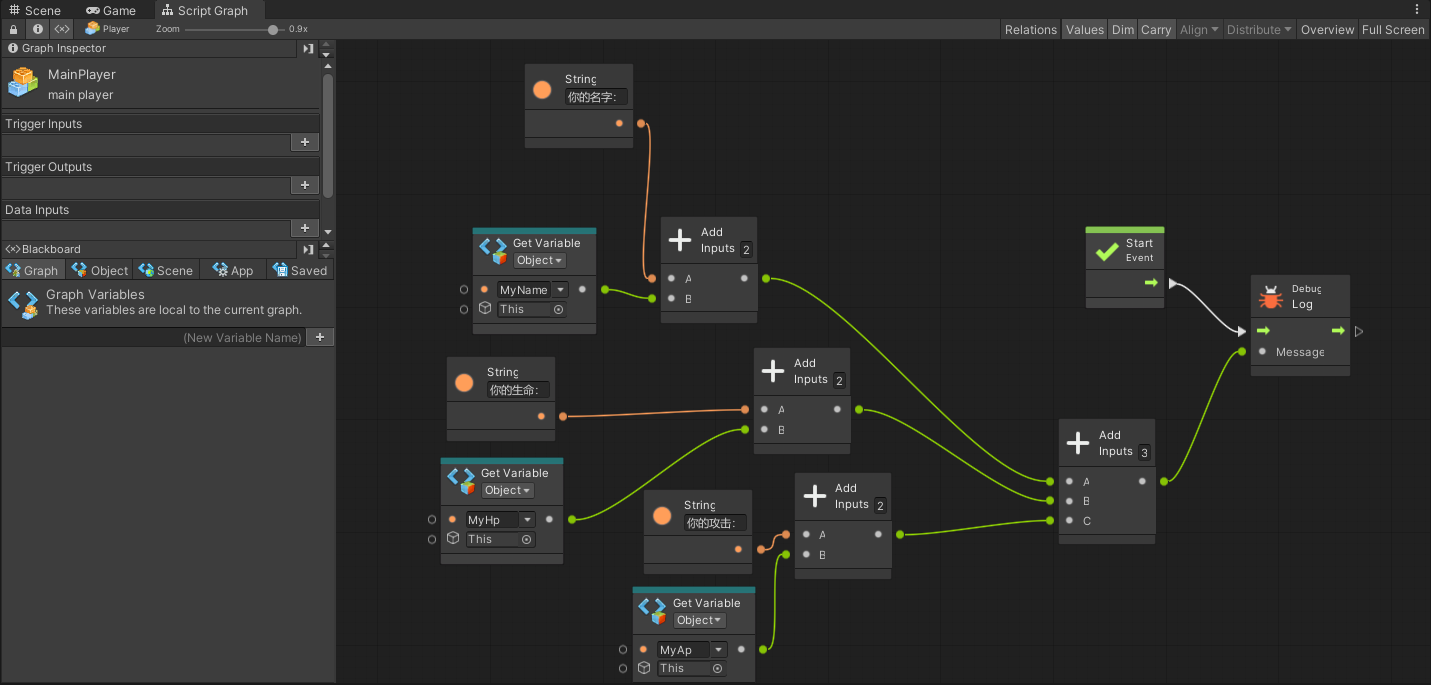 Scene Game Script Graph
Player Zoom 0.9x Relations Values Dim Carry Align Distribute Overview Full Screen
Graph Inspector
MainPlayer
main player
Trigger Inputs
Trigger Outputs
Data Inputs
<×>Blackboard
Graph Object Scene App Saved
Graph Variables
These variables are local to the current graph.
(New Variable Name)
String
你的名字:
Get Variable
Object
MyName
This
Add
Inputs 2
A
B
String
你的生命:
Get Variable
Object
MyHp
This
Add
Inputs 2
A
B
String
你的攻击:
Get Variable
Object
MyAp
This
Add
Inputs 2
A
B
Add
Inputs 3
A
B
C
Start
Event
Debug
Log
Message